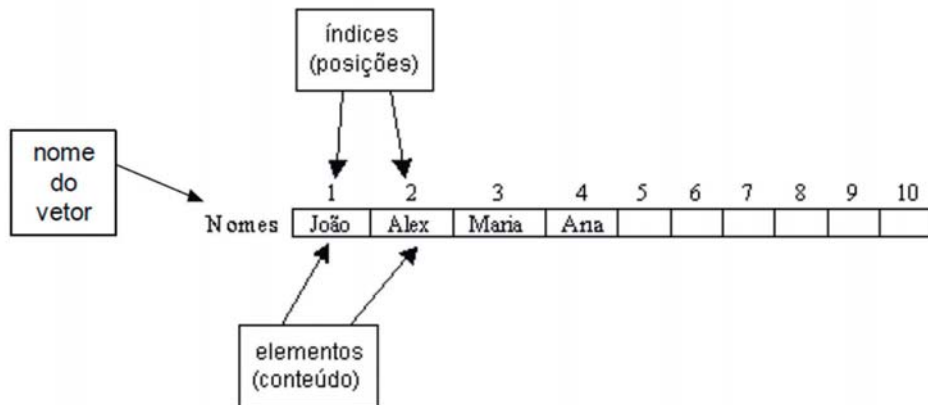 índices
(posições)
nome
do
vetor
1 2 3 4 5 6 7 8 9 10
Nomes João Alex Maria Ana
elementos
(conteúdo)